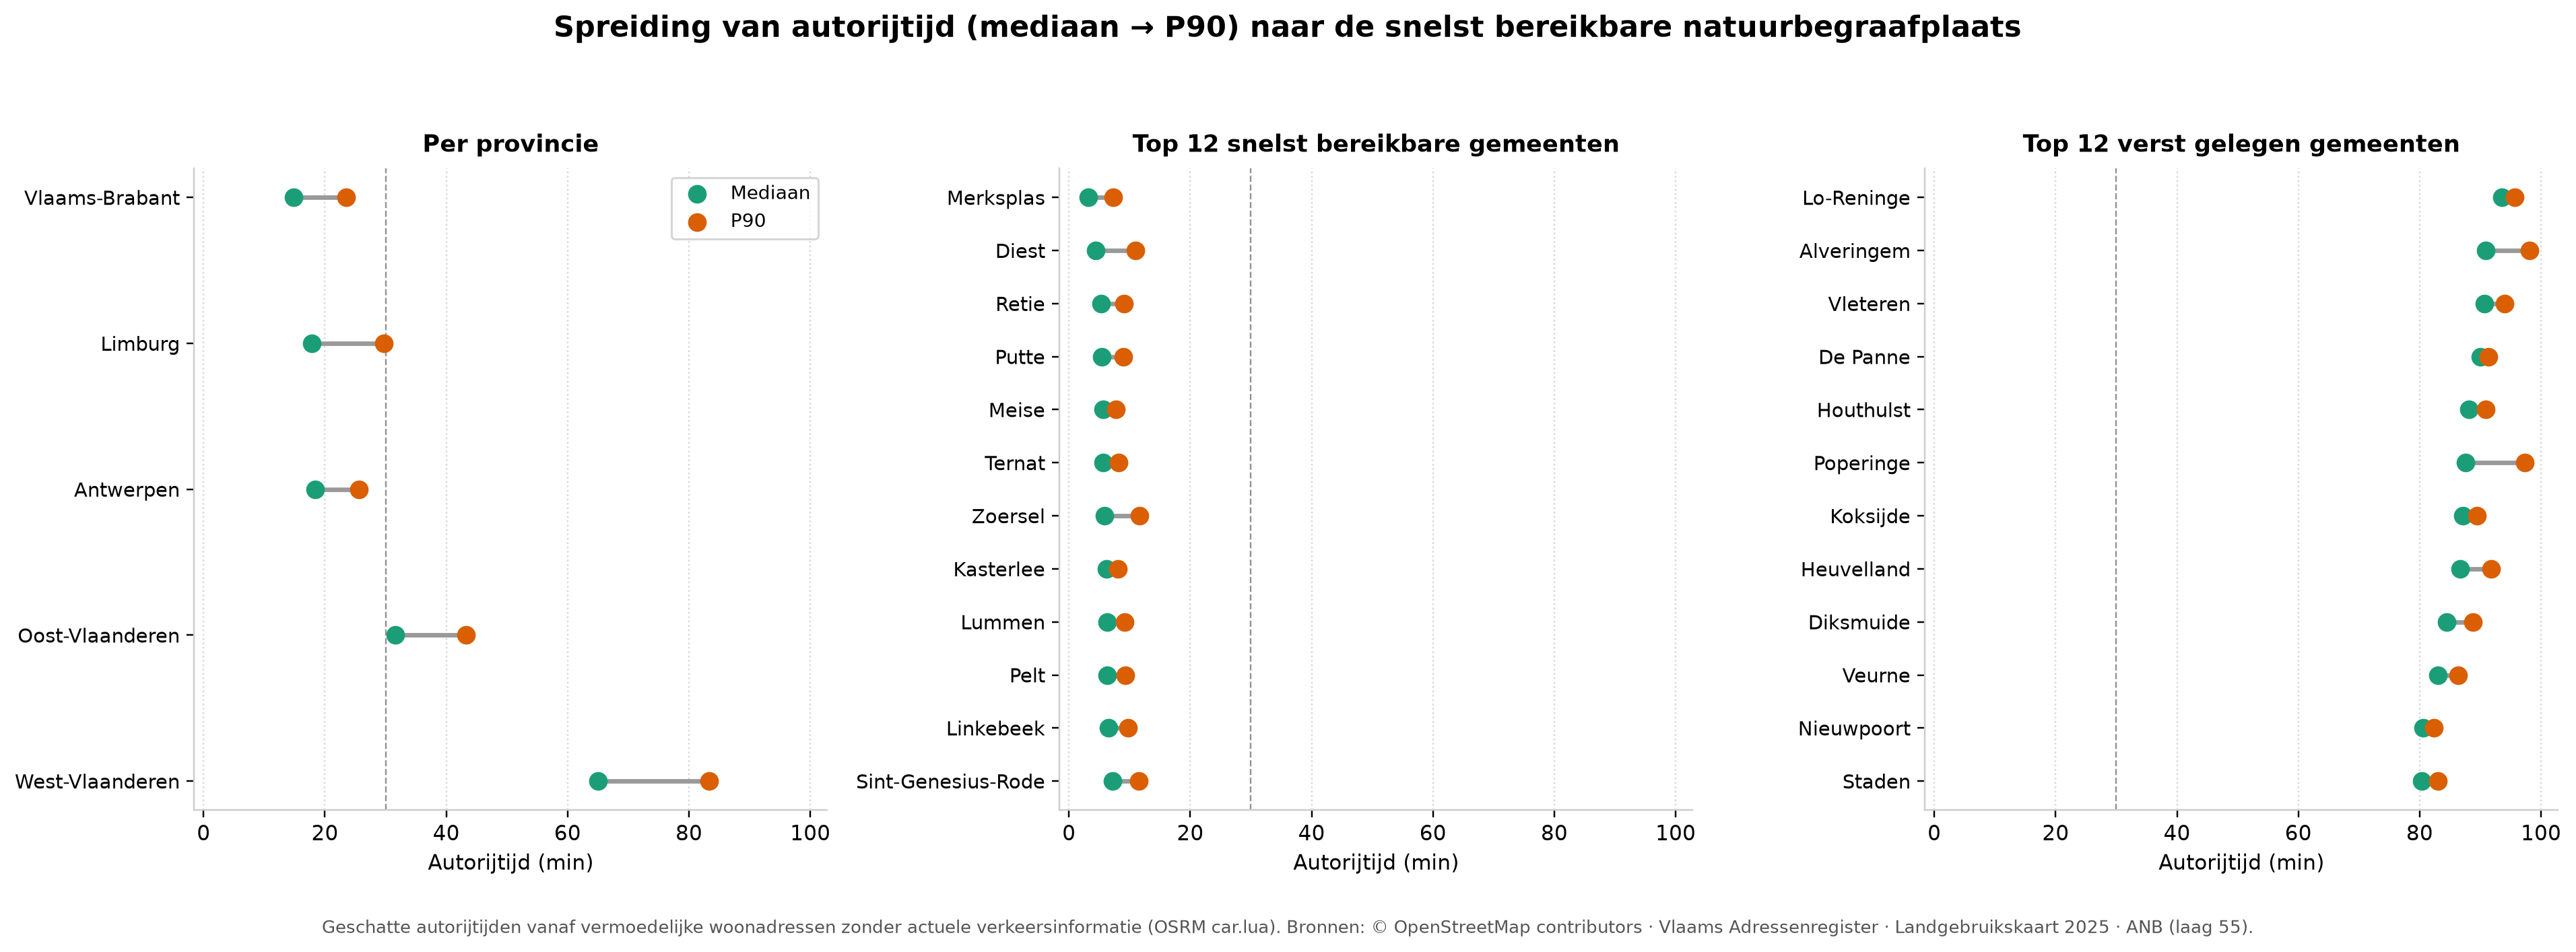 Spreiding van autorijtijd (mediaan → P90) naar de snelst bereikbare natuurbegraafplaats
Per provincie
Mediaan
P90
Vlaams-Brabant
Limburg
Antwerpen
Oost-Vlaanderen
West-Vlaanderen
0 20 40 60 80 100
Autorijtijd (min)
Top 12 snelst bereikbare gemeenten
Merksplas
Diest
Retie
Putte
Meise
Ternat
Zoersel
Kasterlee
Lummen
Pelt
Linkebeek
Sint-Genesius-Rode
0 20 40 60 80 100
Autorijtijd (min)
Top 12 verst gelegen gemeenten
Lo-Reninge
Alveringem
Vleteren
De Panne
Houthulst
Poperinge
Koksijde
Heuvelland
Diksmuide
Veurne
Nieuwpoort
Staden
0 20 40 60 80 100
Autorijtijd (min)
Geschatte autorijtijden vanaf vermoedelijke woonadressen zonder actuele verkeersinformatie (OSRM car.lua). Bronnen: © OpenStreetMap contributors · Vlaams Adressenregister · Landgebruikskaart 2025 · ANB (laag 55).